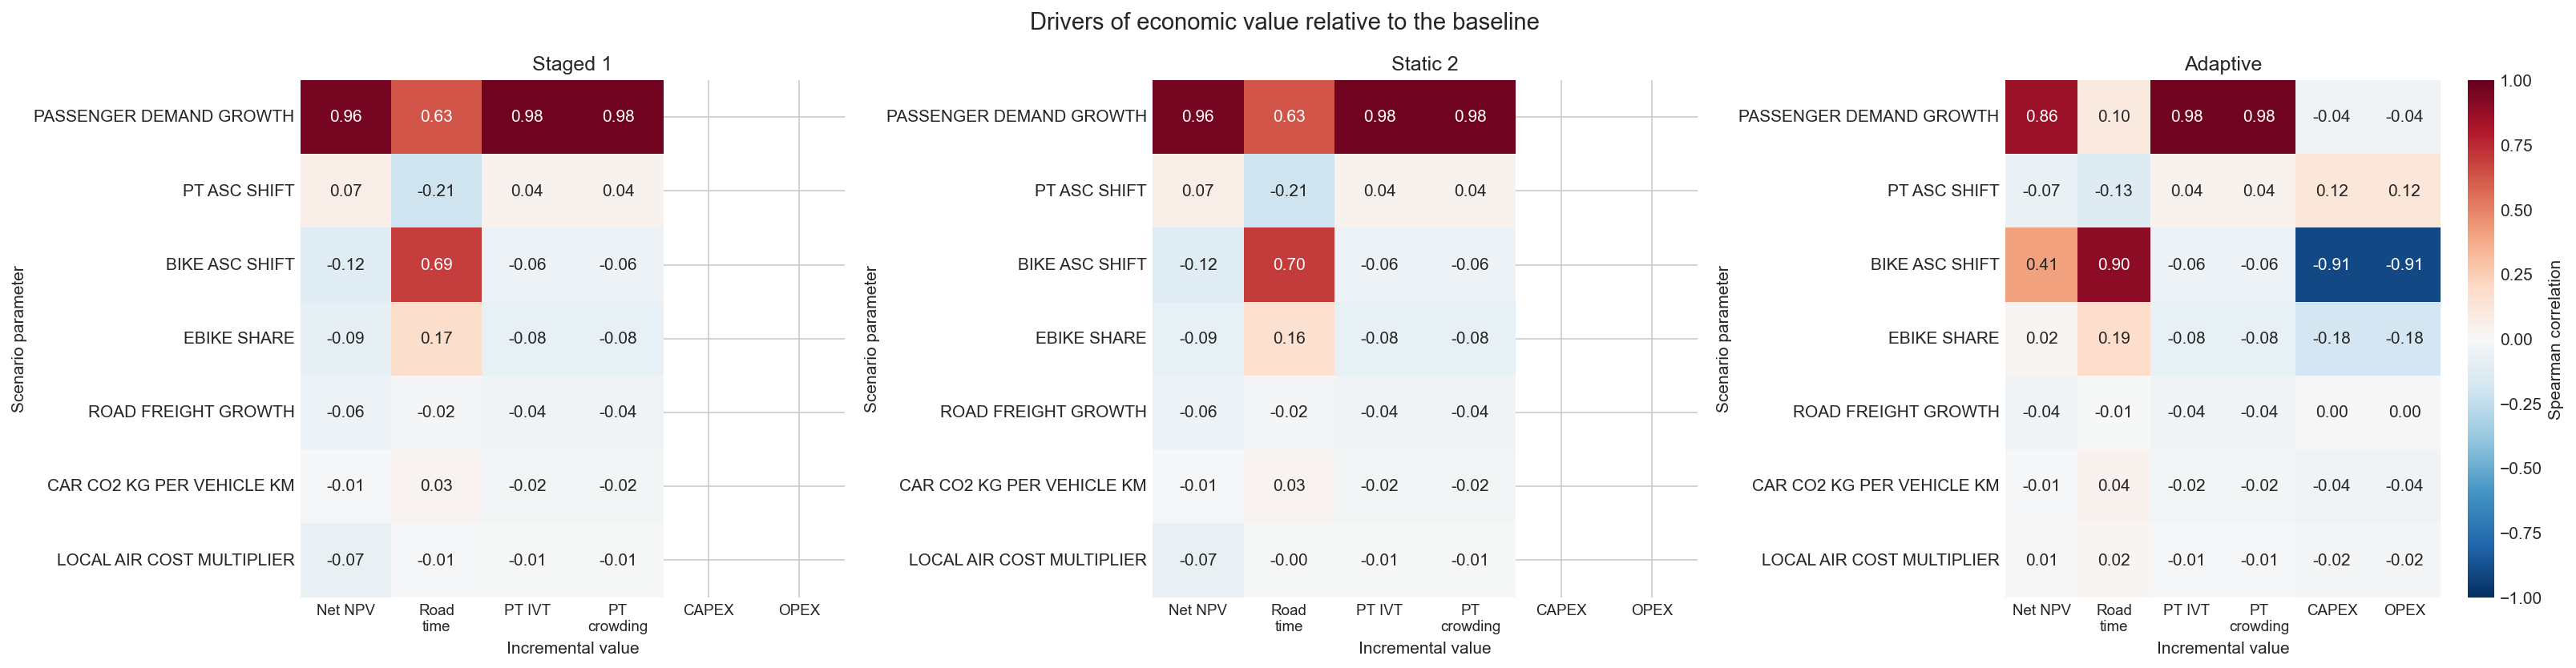 Drivers of economic value relative to the baseline
Staged 1
Scenario parameter
PASSENGER DEMAND GROWTH 0.96 0.63 0.98 0.98
PT ASC SHIFT 0.07 -0.21 0.04 0.04
BIKE ASC SHIFT -0.12 0.69 -0.06 -0.06
EBIKE SHARE -0.09 0.17 -0.08 -0.08
ROAD FREIGHT GROWTH -0.06 -0.02 -0.04 -0.04
CAR CO2 KG PER VEHICLE KM -0.01 0.03 -0.02 -0.02
LOCAL AIR COST MULTIPLIER -0.07 -0.01 -0.01 -0.01
Net NPV Road PT IVT PT CAPEX OPEX
time crowding
Incremental value
Static 2
Scenario parameter
PASSENGER DEMAND GROWTH 0.96 0.63 0.98 0.98
PT ASC SHIFT 0.07 -0.21 0.04 0.04
BIKE ASC SHIFT -0.12 0.70 -0.06 -0.06
EBIKE SHARE -0.09 0.16 -0.08 -0.08
ROAD FREIGHT GROWTH -0.06 -0.02 -0.04 -0.04
CAR CO2 KG PER VEHICLE KM -0.01 0.03 -0.02 -0.02
LOCAL AIR COST MULTIPLIER -0.07 -0.00 -0.01 -0.01
Net NPV Road PT IVT PT CAPEX OPEX
time crowding
Incremental value
Adaptive
Scenario parameter
PASSENGER DEMAND GROWTH 0.86 0.10 0.98 0.98 -0.04 -0.04
PT ASC SHIFT -0.07 -0.13 0.04 0.04 0.12 0.12
BIKE ASC SHIFT 0.41 0.90 -0.06 -0.06 -0.91 -0.91
EBIKE SHARE 0.02 0.19 -0.08 -0.08 -0.18 -0.18
ROAD FREIGHT GROWTH -0.04 -0.01 -0.04 -0.04 0.00 0.00
CAR CO2 KG PER VEHICLE KM -0.01 0.04 -0.02 -0.02 -0.04 -0.04
LOCAL AIR COST MULTIPLIER 0.01 0.02 -0.01 -0.01 -0.02 -0.02
Net NPV Road PT IVT PT CAPEX OPEX
time crowding
Incremental value
1.00
0.75
0.50
0.25
0.00
−0.25
−0.50
−0.75
−1.00
Spearman correlation